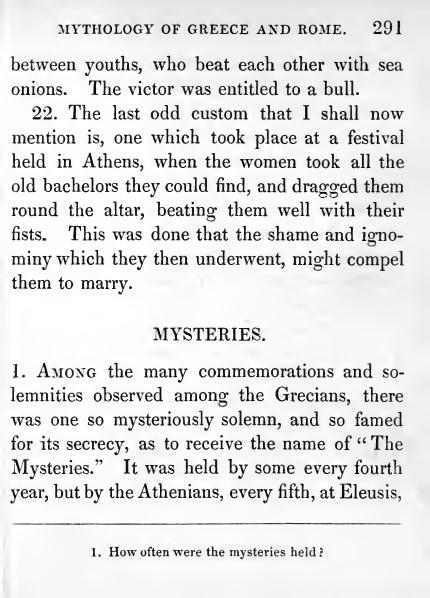 MYTHOLOGY OF GREECE AND ROME. 291
between youths, who beat each other with sea
onions. The victor was entitled to a bull.
22. The last odd custom that I shall now
mention is, one which took place at a festival
held in Athens, when the women took all the
old bachelors they could find, and dragged them
round the altar, beating them well with their
fists. This was done that the shame and igno-
miny which they then underwent, might compel
them to marry.
MYSTERIES.
1. AMONG the many commemorations and so-
lemnities observed among the Grecians, there
was one so mysteriously solemn, and so famed
for its secrecy, as to receive the name of “The
Mysteries.” It was held by some every fourth
year, but by the Athenians, every fifth, at Eleusis,
1. How often were the mysteries held?